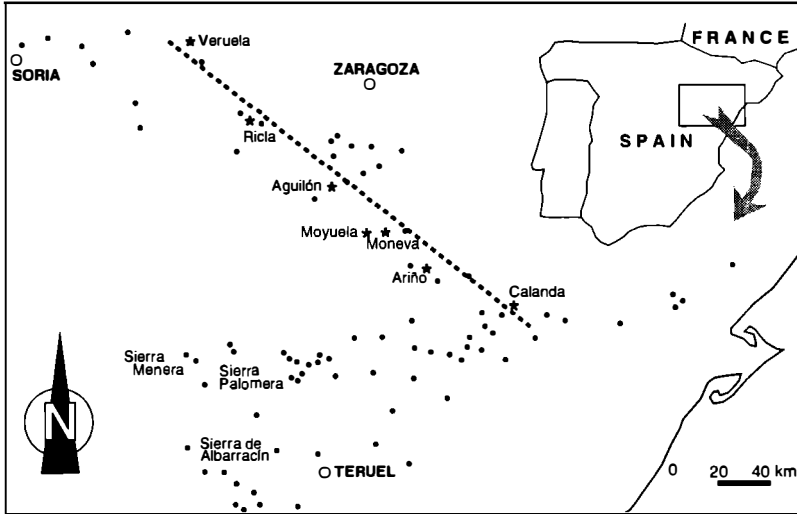 FRANCE
Veruela
SORIA
ZARAGOZA
SPAIN
Ricla
Aguilón
Moyuela
Moneva
Ariño
Calanda
Sierra
Menera
Sierra
Palomera
N
Sierra de
Albarracín
TERUEL
0 20 40 km